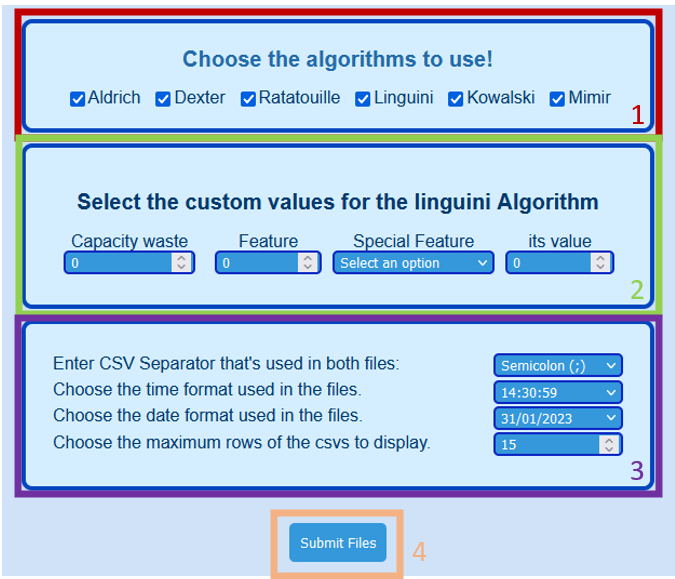 Choose the algorithms to use!
Aldrich Dexter Ratatouille Linguini Kowalski Mimir
1
Select the custom values for the linguini Algorithm
Capacity waste Feature Special Feature its value
0 0 Select an option 0
2
Enter CSV Separator that's used in both files: Semicolon (;)
Choose the time format used in the files. 14:30:59
Choose the date format used in the files. 31/01/2023
Choose the maximum rows of the csvs to display. 15
3
Submit Files 4